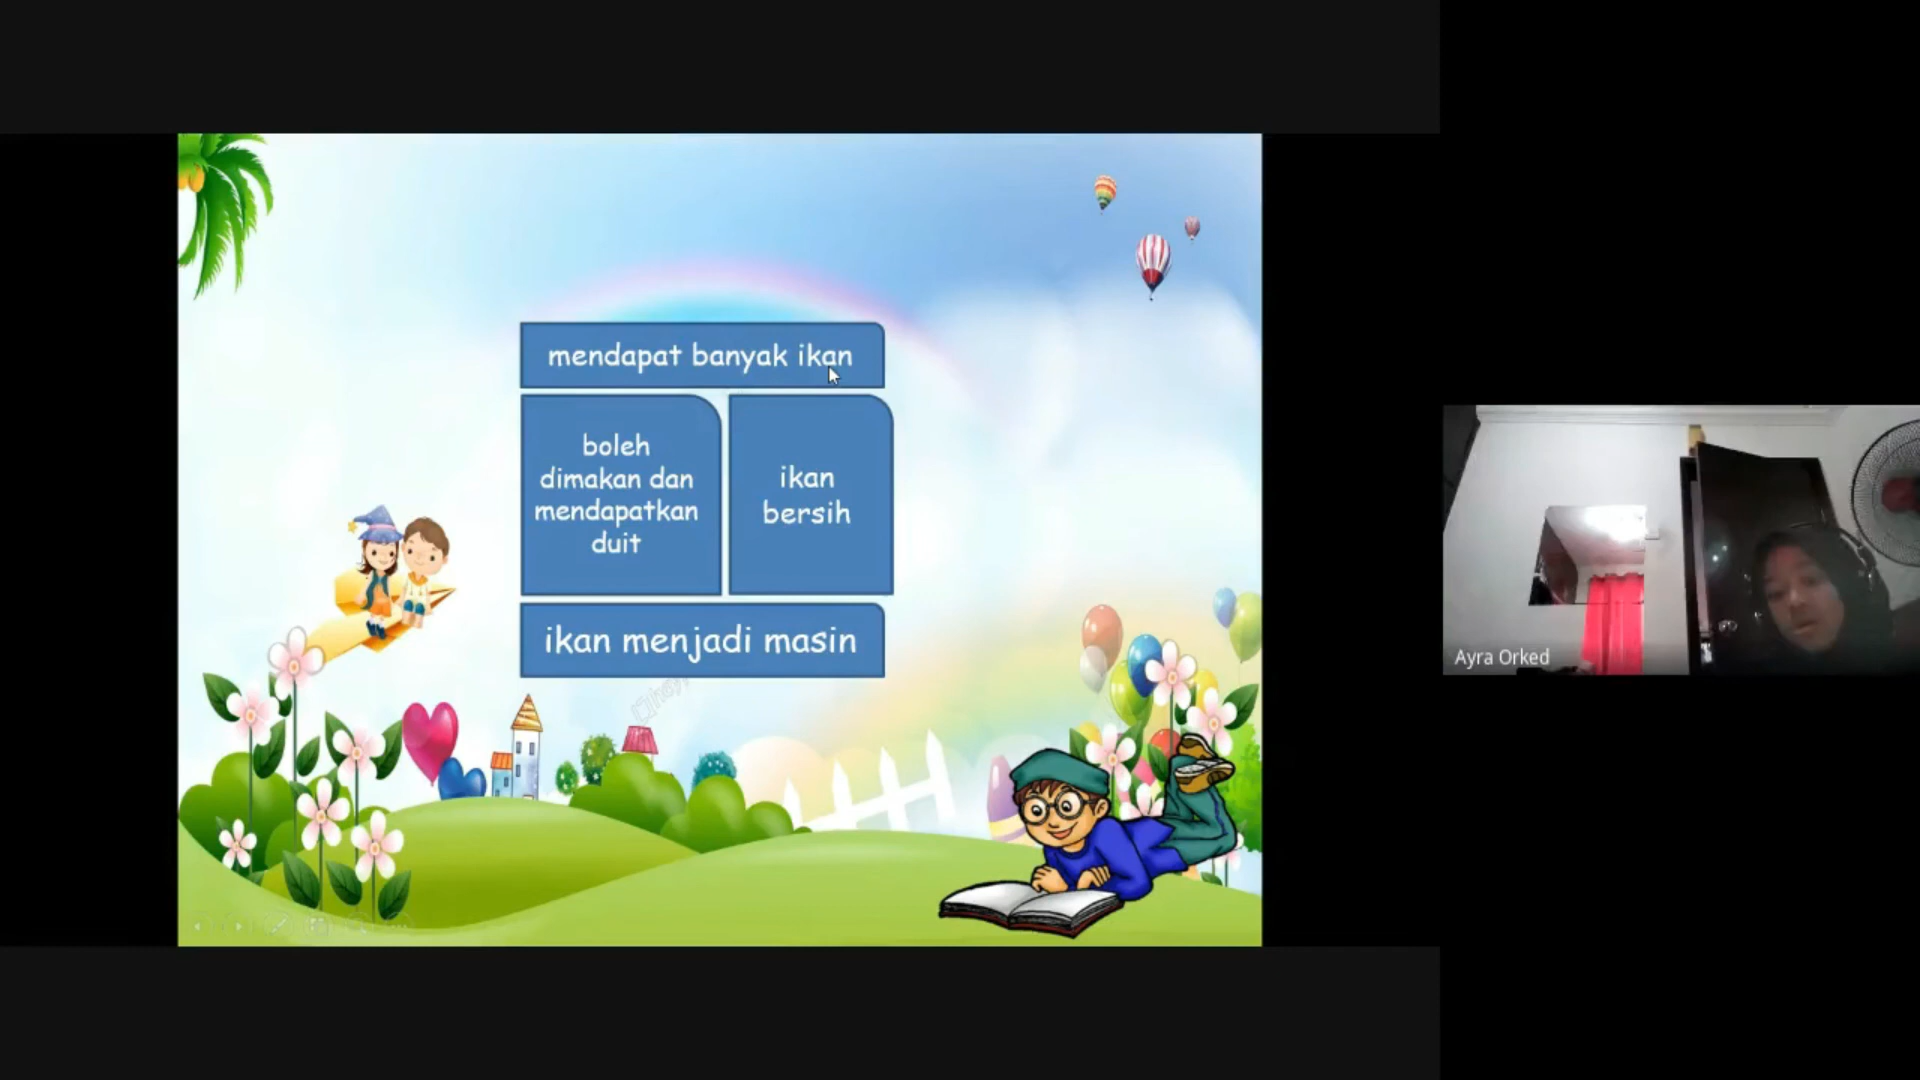 mendapat banyak ikan
boleh
dimakan dan
mendapatkan
duit
ikan
bersih
ikan menjadi masin
Ayra Orked